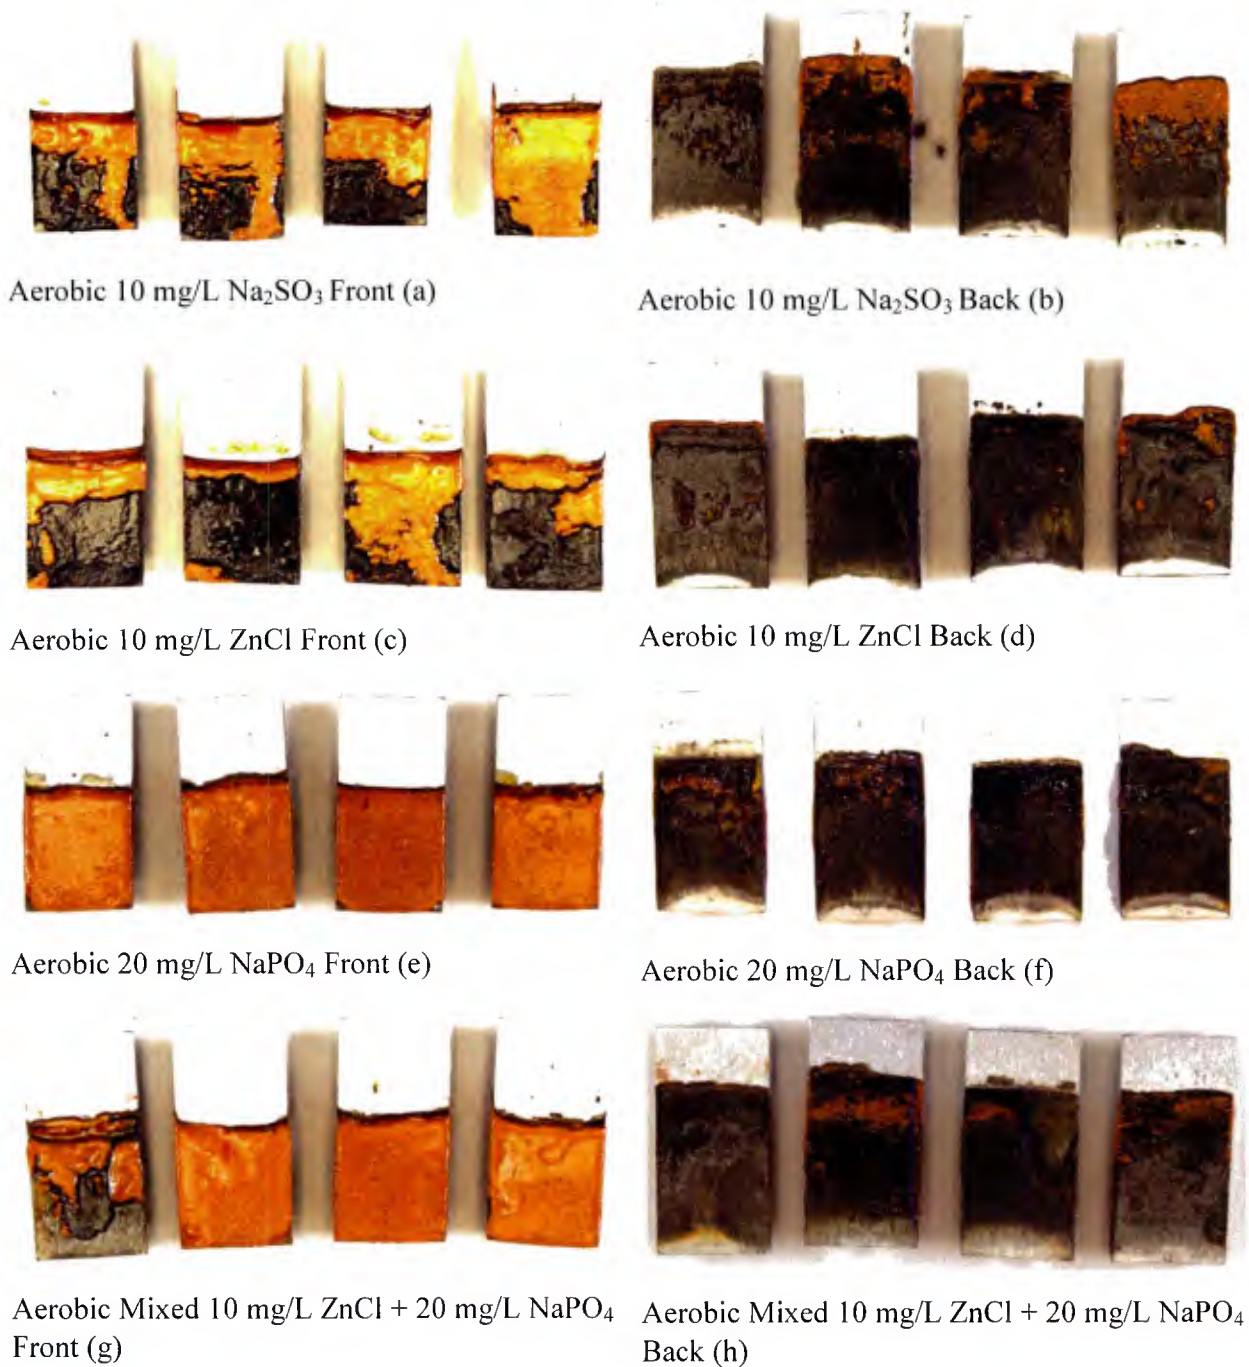 Aerobic 10 mg/L Na₂SO₃ Front (a)
Aerobic 10 mg/L Na₂SO₃ Back (b)
Aerobic 10 mg/L ZnCl Front (c)
Aerobic 10 mg/L ZnCl Back (d)
Aerobic 20 mg/L NaPO₄ Front (e)
Aerobic 20 mg/L NaPO₄ Back (f)
Aerobic Mixed 10 mg/L ZnCl + 20 mg/L NaPO₄
Front (g)
Aerobic Mixed 10 mg/L ZnCl + 20 mg/L NaPO₄
Back (h)